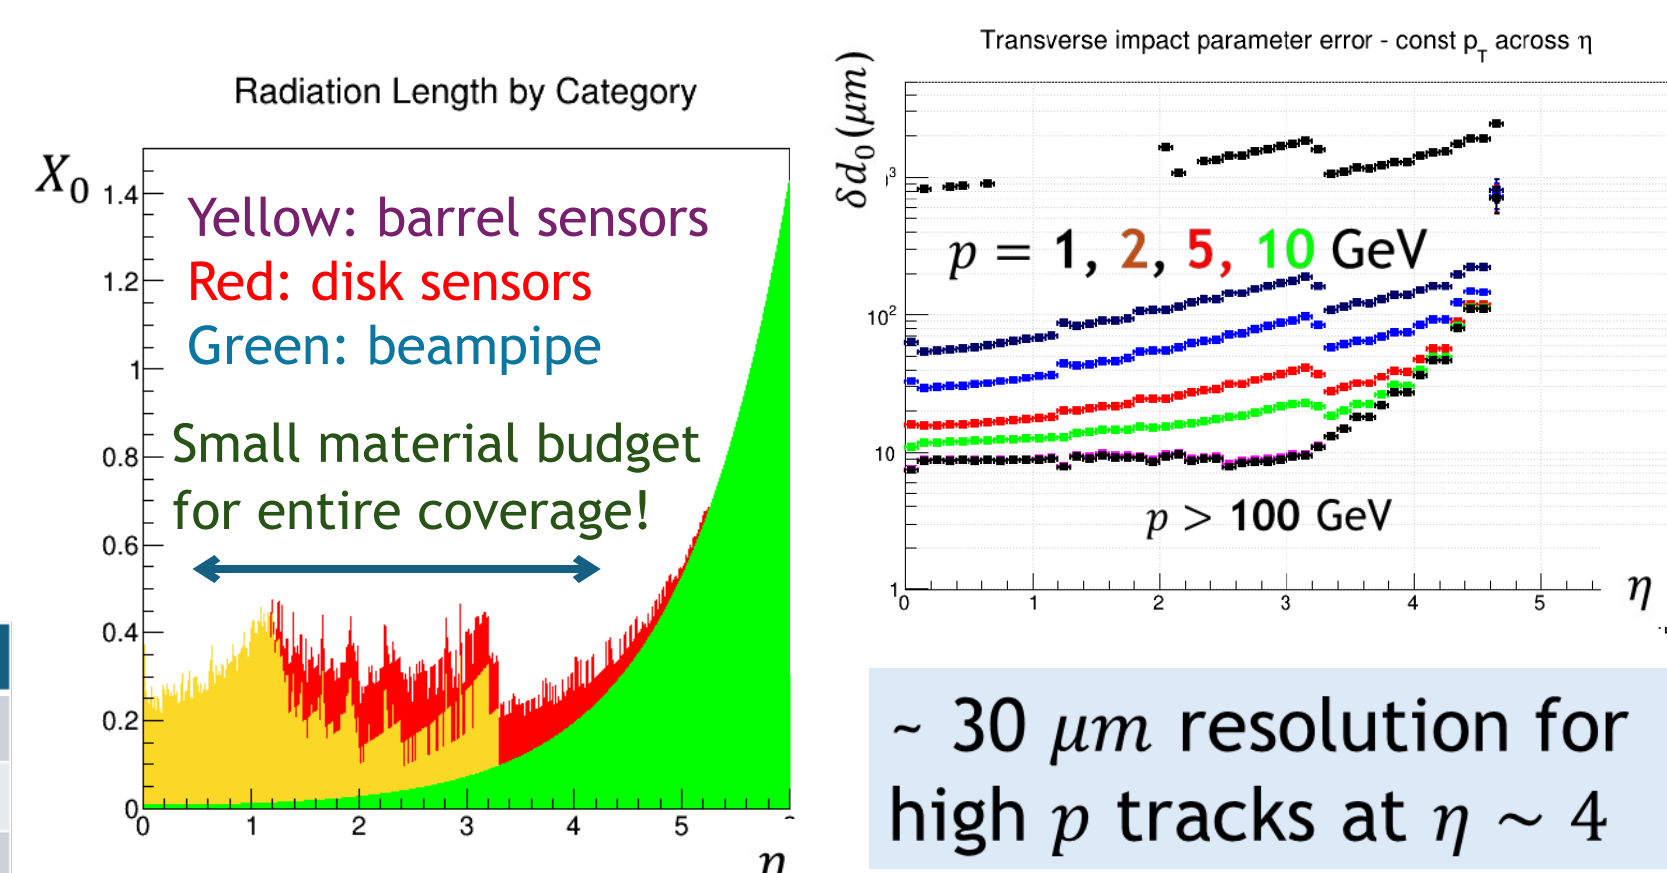 Radiation Length by Category
X₀
1.4
1.2
1
0.8
0.6
0.4
0.2
0
0 1 2 3 4 5
η
Yellow: barrel sensors
Red: disk sensors
Green: beampipe
Small material budget
for entire coverage!
Transverse impact parameter error - const p_T across η
δd₀(μm)
3
10²
10
1
0 1 2 3 4 5
η
p = 1, 2, 5, 10 GeV
p > 100 GeV
~ 30 μm resolution for
high p tracks at η ~ 4